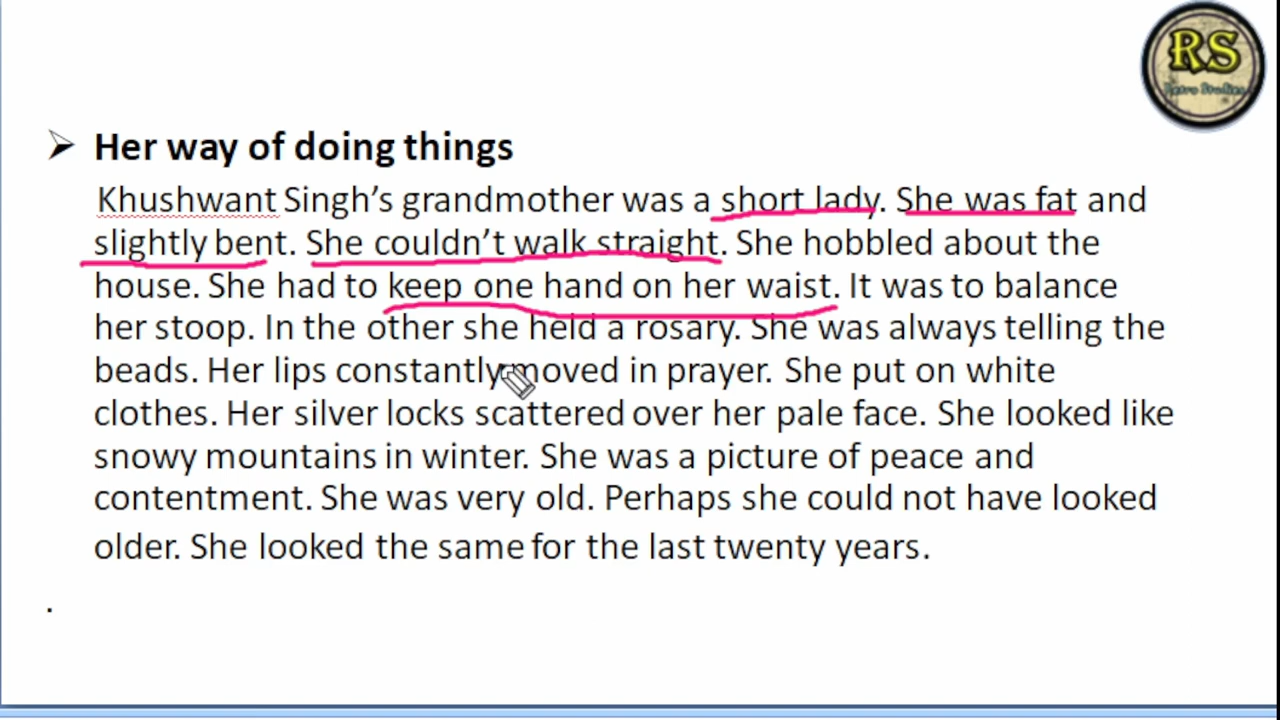 RS
Retro Studies
Her way of doing things
Khushwant Singh's grandmother was a short lady. She was fat and
slightly bent. She couldn't walk straight. She hobbled about the
house. She had to keep one hand on her waist. It was to balance
her stoop. In the other she held a rosary. She was always telling the
beads. Her lips constantly moved in prayer. She put on white
clothes. Her silver locks scattered over her pale face. She looked like
snowy mountains in winter. She was a picture of peace and
contentment. She was very old. Perhaps she could not have looked
older. She looked the same for the last twenty years.
.